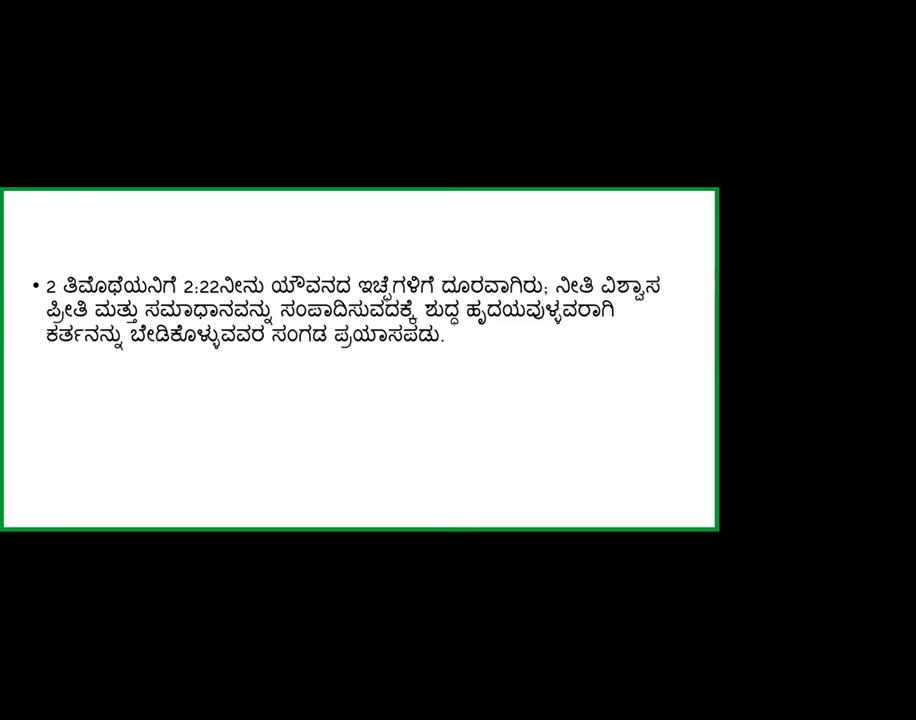 • 2 ತಿಮೊಥೆಯನಿಗೆ 2:22ನೀನು ಯೌವನದ ಇಚ್ಛೆಗಳಿಗೆ ದೂರವಾಗಿರು; ನೀತಿ ವಿಶ್ವಾಸ
ಪ್ರೀತಿ ಮತ್ತು ಸಮಾಧಾನವನ್ನು ಸಂಪಾದಿಸುವದಕ್ಕೆ ಶುದ್ಧ ಹೃದಯವುಳ್ಳವರಾಗಿ
ಕರ್ತನನ್ನು ಬೇಡಿಕೊಳ್ಳುವವರ ಸಂಗಡ ಪ್ರಯಾಸಪಡು.